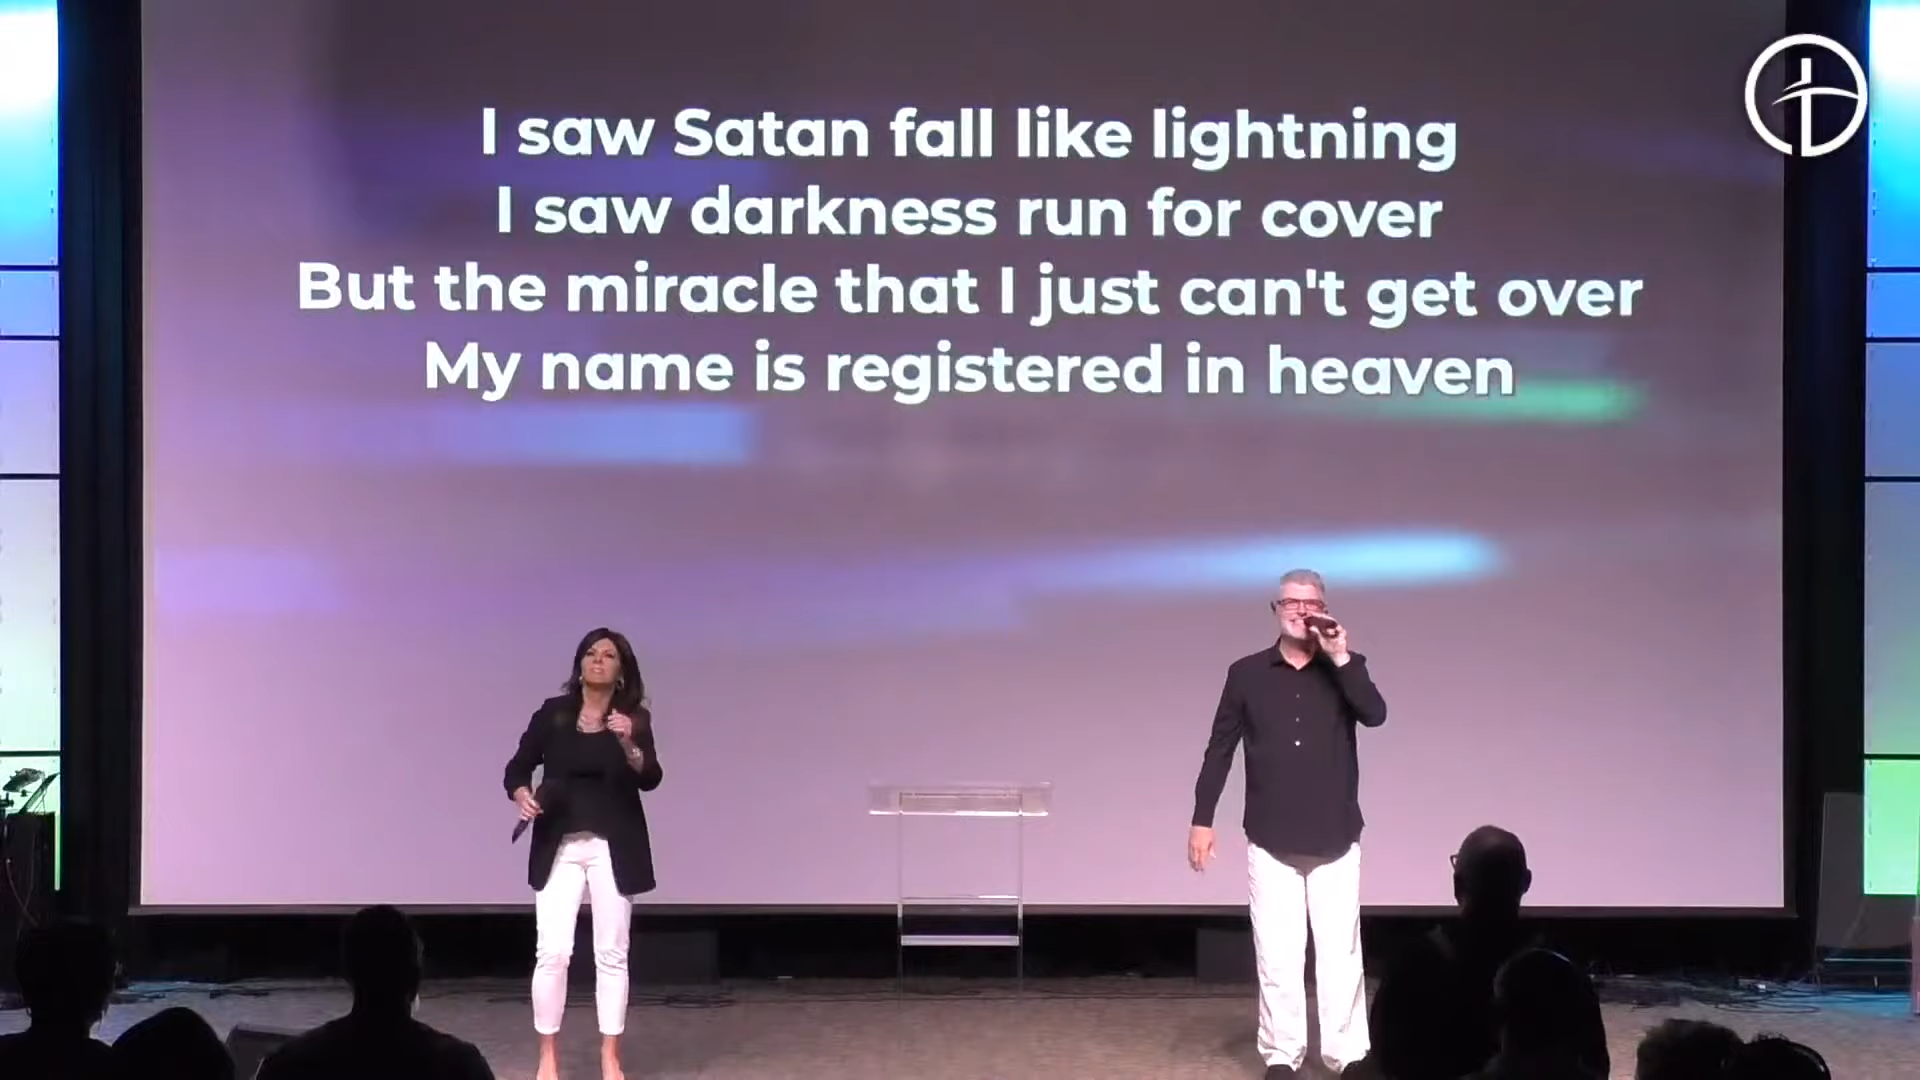 I saw Satan fall like lightning
I saw darkness run for cover
But the miracle that I just can't get over
My name is registered in heaven